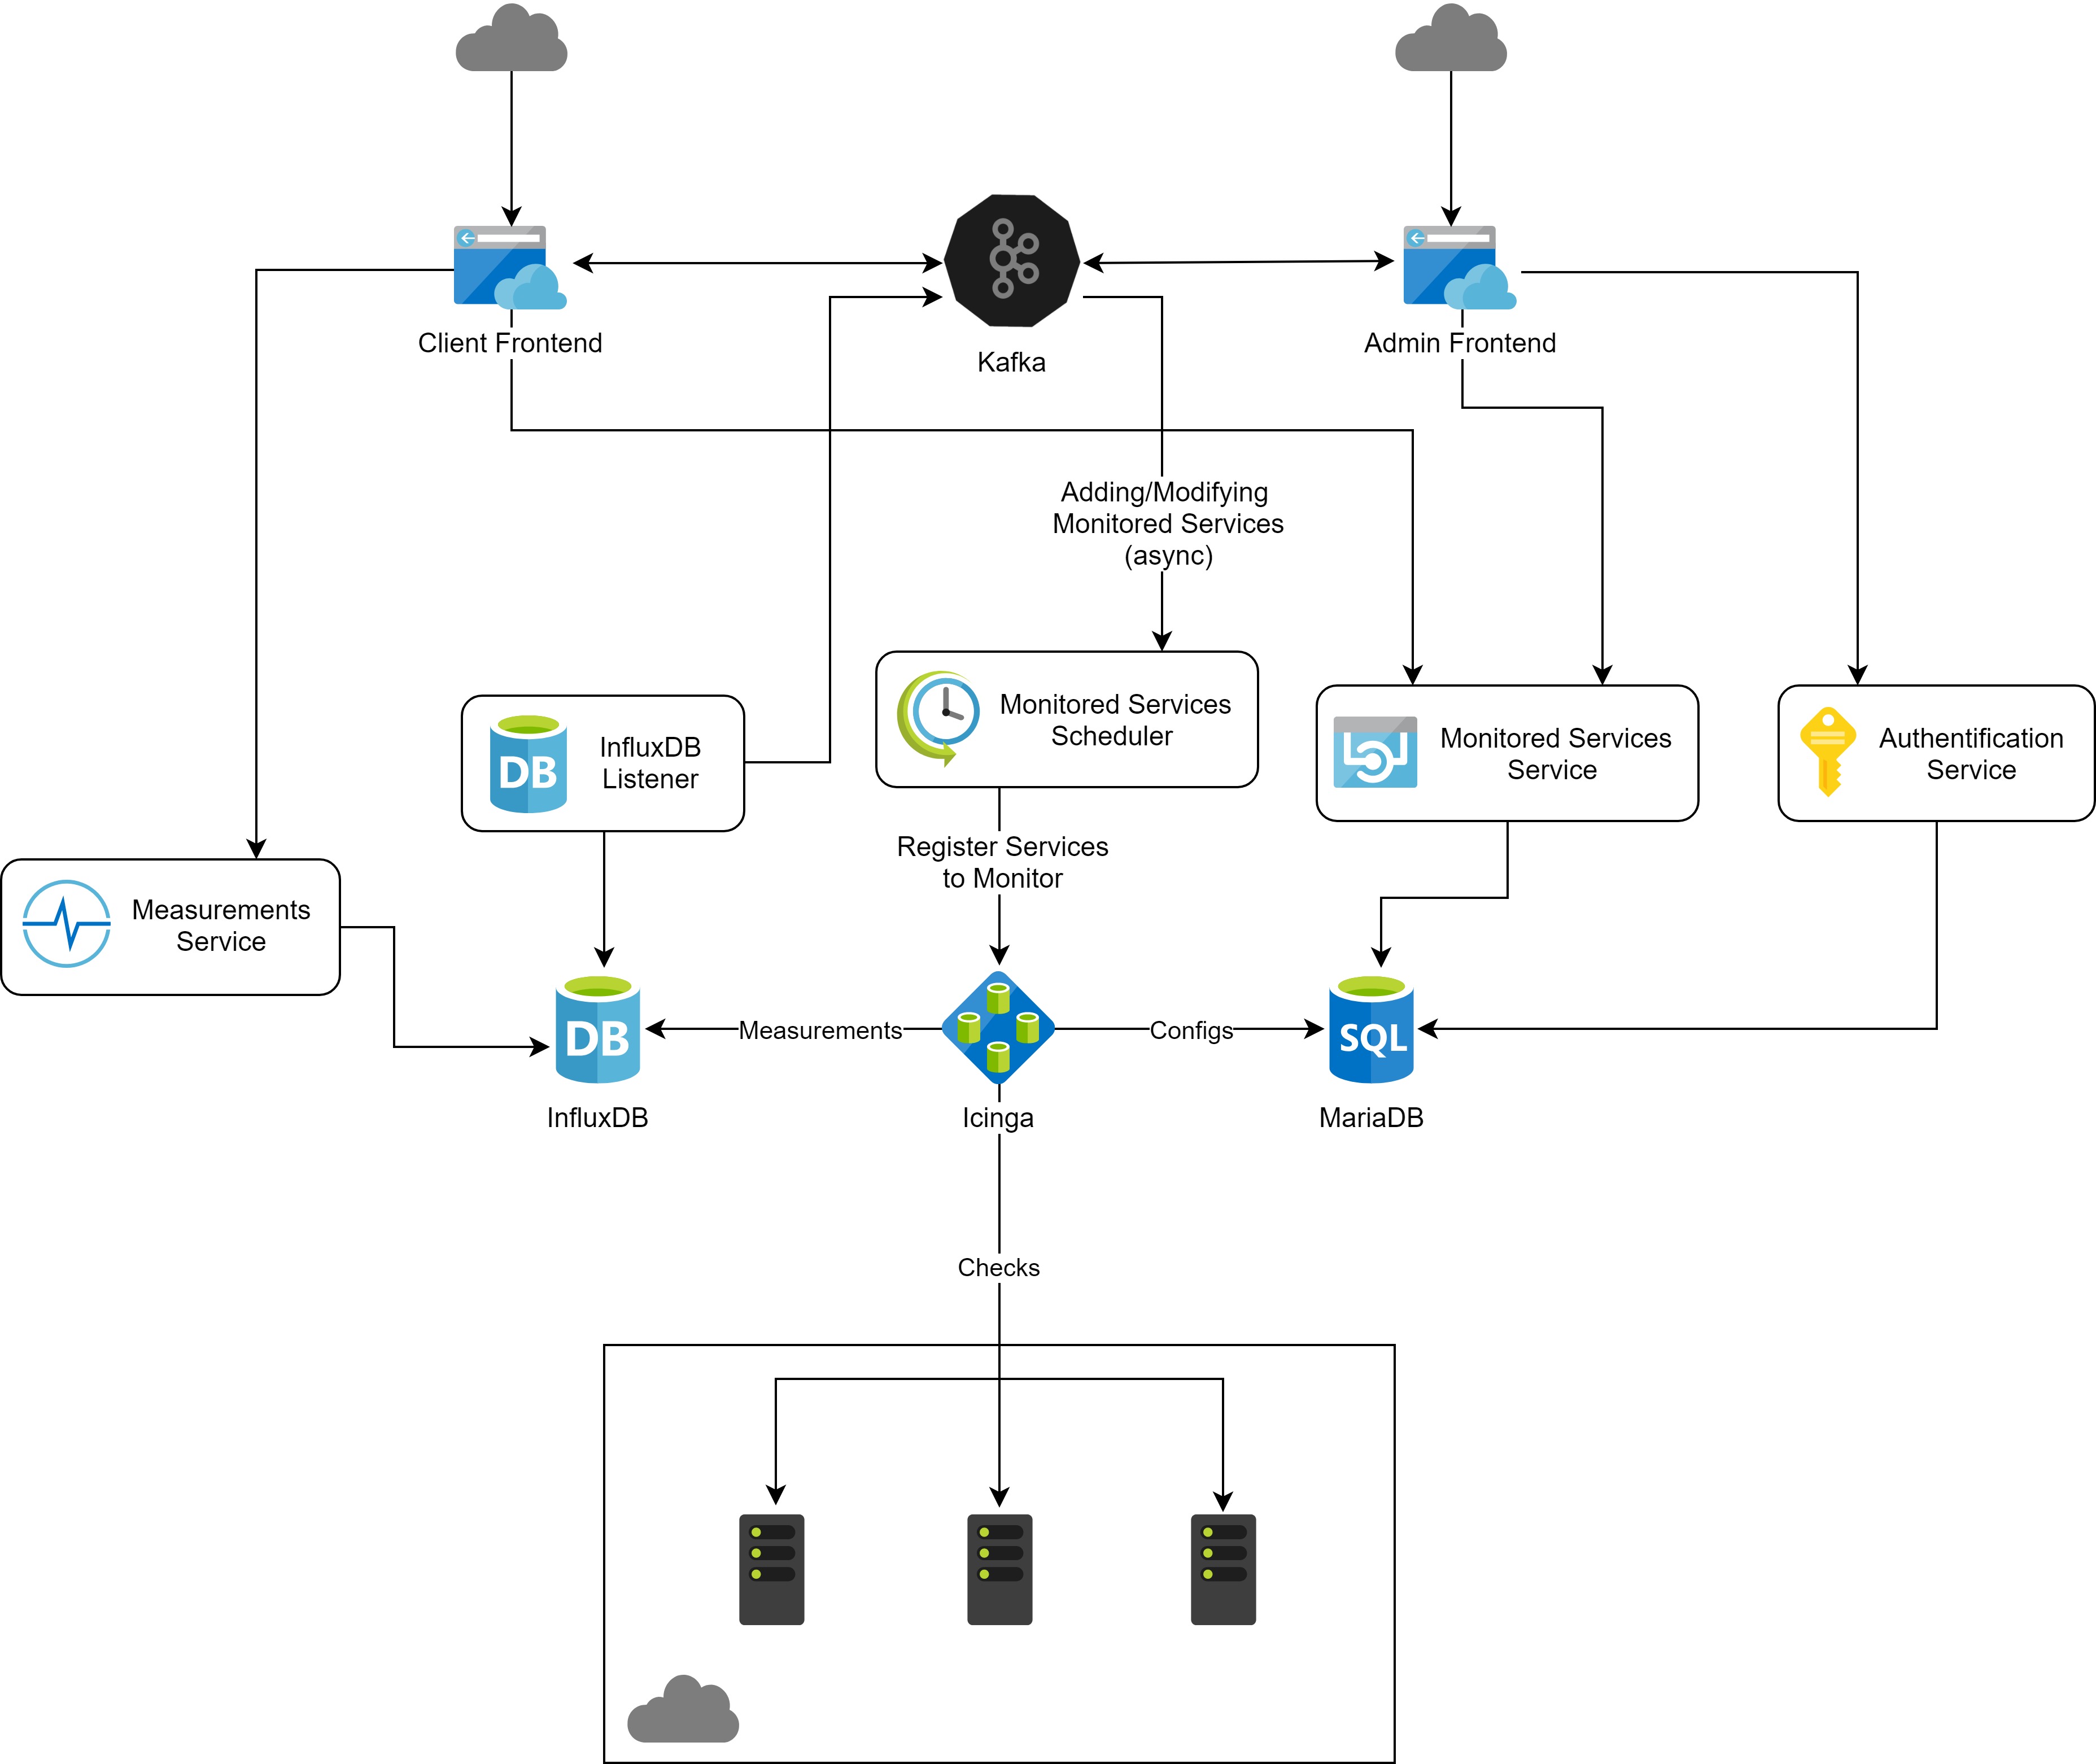 Client Frontend
Kafka
Admin Frontend
Adding/Modifying
Monitored Services
(async)
InfluxDB
Listener
DB
Monitored Services
Scheduler
Monitored Services
Service
Authentification
Service
Register Services
to Monitor
Measurements
Service
DB
Measurements
Configs
SQL
InfluxDB
Icinga
MariaDB
Checks